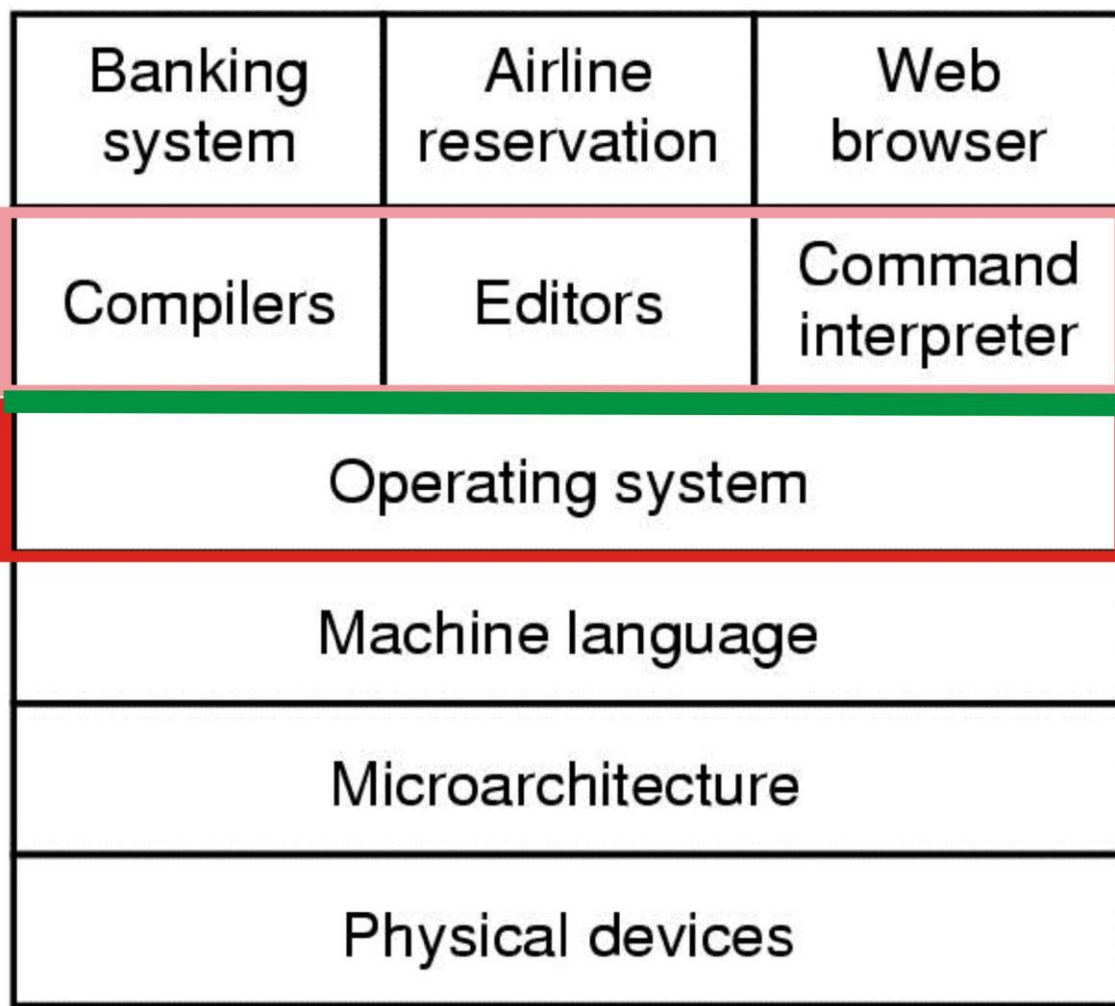 Banking
system
Airline
reservation
Web
browser
Compilers
Editors
Command
interpreter
Operating system
Machine language
Microarchitecture
Physical devices